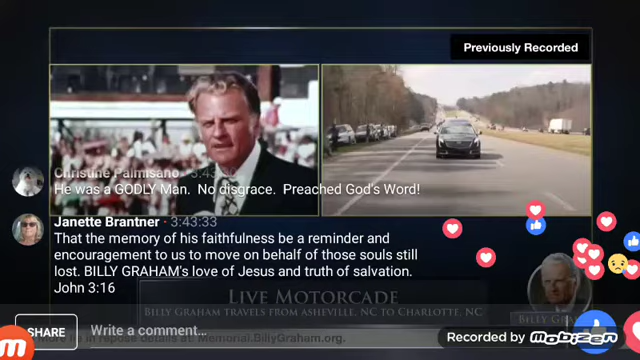 Previously Recorded
Christine Palmisano · 3:43:30
He was a GODLY Man. No disgrace. Preached God's Word!
Janette Brantner · 3:43:33
That the memory of his faithfulness be a reminder and
encouragement to us to move on behalf of those souls still
lost. BILLY GRAHAM's love of Jesus and truth of salvation.
John 3:16
LIVE MOTORCADE
BILLY GRAHAM TRAVELS FROM ASHEVILLE, NC TO CHARLOTTE, NC
BILLY GRA
SHARE
Write a comment...
in repose details at: Memorial.BillyGraham.org.
Recorded by mobizen
m